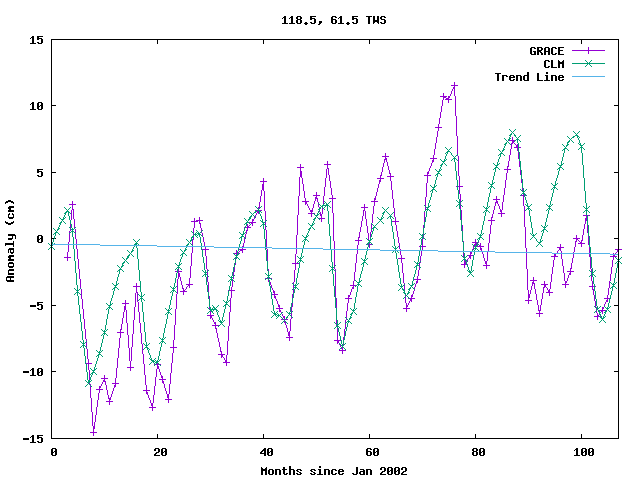 118.5, 61.5 TWS
GRACE
CLM
Trend Line
15
10
5
0
-5
-10
-15
Anomaly (cm)
0 20 40 60 80 100
Months since Jan 2002